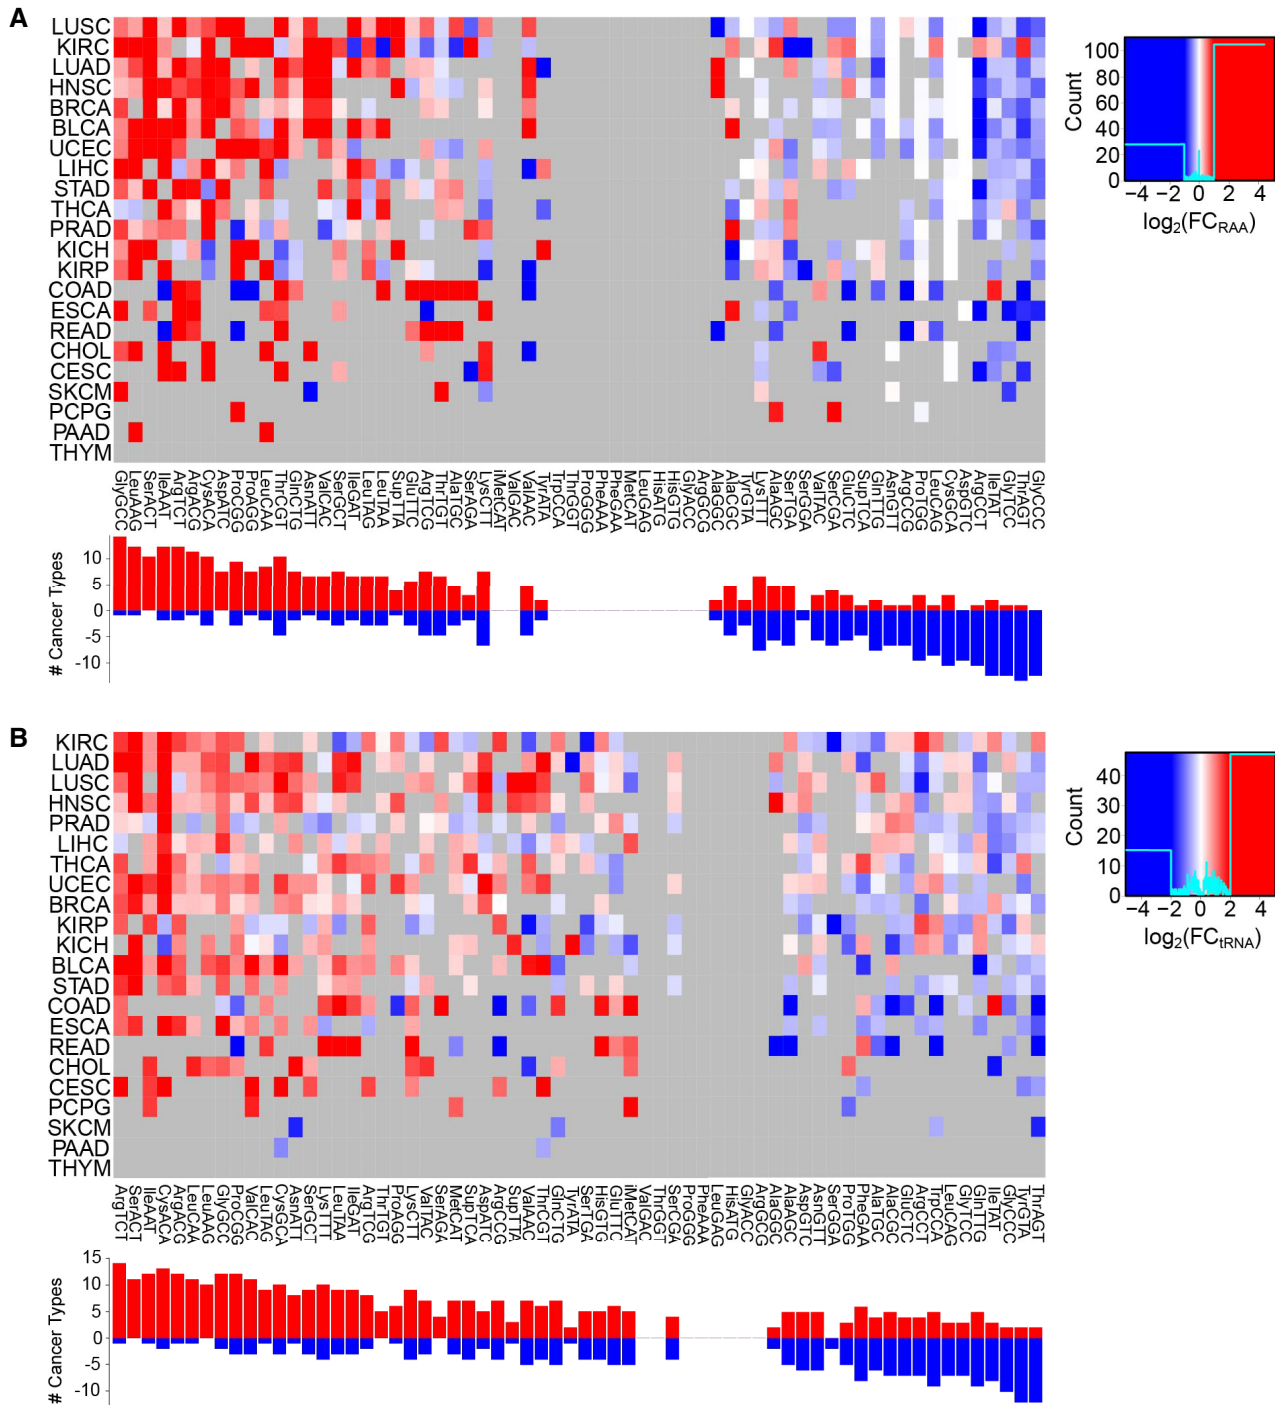 A
LUSC
KIRC
LUAD
HNSC
BRCA
BLCA
UCEC
LIHC
STAD
THCA
PRAD
KICH
KIRP
COAD
ESCA
READ
CHOL
CESC
SKCM
PCPG
PAAD
THYM
GlyGCC
LeuAAG
SerACT
IleAAT
ArgTCT
ArgACG
CysACA
AspATC
ProCGG
ProAGG
LeuCAA
ThrCGT
GlnCTG
AsnATT
ValCAC
SerGCT
IleGAT
LeuTAG
LeuTAA
SupTTA
GluTTC
ArgTCG
ThrTGT
AlaTGC
SerAGA
LysCTT
iMetCAT
ValGAC
ValAAC
TyrATA
TrpCCA
ThrGGT
ProGGG
PheAAA
PheGAA
MetCAT
LeuGAG
HisATG
HisGTG
GlyACC
ArgGCG
AlaGGC
AlaCGC
TyrGTA
LysTTT
AlaAGC
SerTGA
SerGGA
ValTAC
SerCGA
GluCTC
SupTCA
GlnTTG
AsnGTT
ArgCCG
ProTGG
LeuCAG
CysGCA
AspGTC
ArgCCT
IleTAT
GlyTCC
ThrAGT
GlyCCC
# Cancer Types
10
5
0
-5
-10
Count
100
80
60
40
20
0
−4 −2 0 2 4
log2(FCRAA)
B
KIRC
LUAD
LUSC
HNSC
PRAD
LIHC
THCA
UCEC
BRCA
KIRP
KICH
BLCA
STAD
COAD
ESCA
READ
CHOL
CESC
PCPG
SKCM
PAAD
THYM
ArgTCT
SerACT
IleAAT
CysACA
ArgACG
LeuCAA
LeuAAG
GlyGCC
ProCGG
ValCAC
LeuTAG
CysGCA
AsnATT
SerGCT
LysTTT
LeuTAA
IleGAT
ArgTCG
ThrTGT
ProAGG
LysCTT
ValTAC
SerAGA
MetCAT
SupTCA
AspATC
ArgCCG
SupTTA
ValAAC
ThrCGT
GlnCTG
TyrATA
SerTGA
HisGTG
GluTTC
iMetCAT
ValGAC
ThrGGT
SerCGA
ProGGG
PheAAA
LeuGAG
HisATG
GlyACC
ArgGCG
AlaGGC
AlaAGC
AspGTC
AsnGTT
SerGGA
ProTGG
PheGAA
AlaTGC
AlaCGC
GluCTC
ArgCCT
TrpCCA
LeuCAG
GlyTCC
GlnTTG
IleTAT
GlyCCC
TyrGTA
ThrAGT
# Cancer Types
15
10
5
0
-5
-10
Count
40
30
20
10
0
−4 −2 0 2 4
log2(FCtRNA)